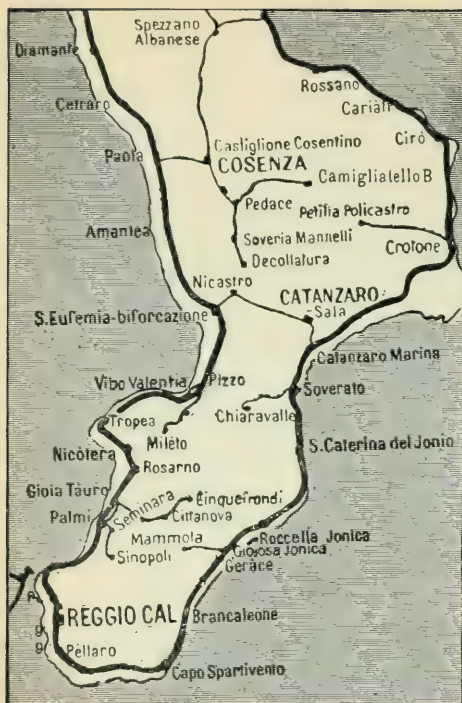 Spezzano
Albanese
Diamante
Rossano
Cetraro
Cariati
Cirò
Castiglione Cosentino
Paola
COSENZA
Camigliatello B
Pedace
Petilia Policastro
Amantea
Soveria Mannelli
Crotone
Decollatura
Nicastro
CATANZARO
S. Eufemia-biforcazione
Sala
Catanzaro Marina
Vibo Valentia
Pizzo
Soverato
Chiaravalle
Tropea
Mileto
S. Caterina del Jonio
Nicotera
Rosarno
Gioia Tauro
Cinquefrondi
Seminara
Cittanova
Palmi
Mammola
Roccella Jonica
Sinopoli
Gioiosa Jonica
Gerace
REGGIO CAL
Brancaleone
Pellaro
Capo Spartivento